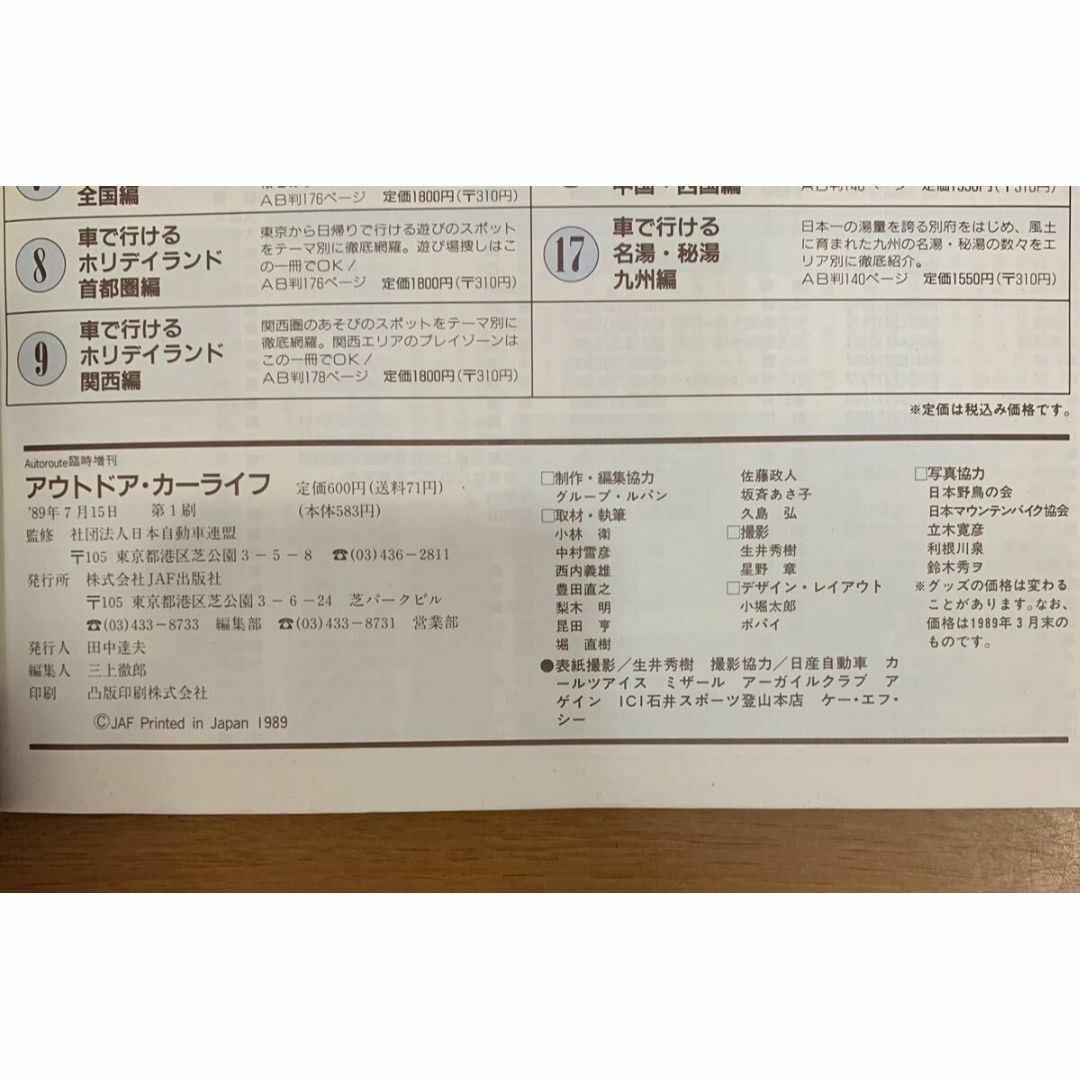 全国編
AB判176ページ 定価1800円(〒310円)
8
車で行ける
ホリデイランド
首都圏編
東京から日帰りで行ける遊びのスポット
をテーマ別に徹底網羅。遊び場捜しはこ
の一冊でOK!
AB判176ページ 定価1800円(〒310円)
9
車で行ける
ホリデイランド
関西編
関西圏のあそびのスポットをテーマ別に
徹底網羅。関西エリアのプレイゾーンは
この一冊でOK!
AB判178ページ 定価1800円(〒310円)
中国・四国編
AB判140ページ 定価1550円(〒310円)
17
車で行ける
名湯・秘湯
九州編
日本一の湯量を誇る別府をはじめ、風土
に育まれた九州の名湯・秘湯の数々をエ
リア別に徹底紹介。
AB判140ページ 定価1550円(〒310円)
※定価は税込み価格です。
Autoroute臨時増刊
アウトドア・カーライフ 定価600円(送料71円)
'89年7月15日 第1刷 (本体583円)
監修 社団法人日本自動車連盟
〒105 東京都港区芝公園3-5-8 ☎(03)436-2811
発行所 株式会社JAF出版社
〒105 東京都港区芝公園3-6-24 芝パークビル
☎(03)433-8733 編集部 ☎(03)433-8731 営業部
発行人 田中達夫
編集人 三上徹郎
印刷 凸版印刷株式会社
©JAF Printed in Japan 1989
□制作・編集協力
グループ・ルパン
□取材・執筆
小林 衛
中村雪彦
西内義雄
豊田直之
梨木 明
昆田 亨
堀 直樹
佐藤政人
坂斉あさ子
久島 弘
□撮影
生井秀樹
星野 章
□デザイン・レイアウト
小堀太郎
ポパイ
□写真協力
日本野鳥の会
日本マウンテンバイク協会
立木寛彦
利根川泉
鈴木秀ヲ
※グッズの価格は変わる
ことがあります。なお、
価格は1989年3月末の
ものです。
●表紙撮影/生井秀樹 撮影協力/日産自動車 カ
ールツアイス ミザール アーガイルクラブ ア
ゲイン ICI石井スポーツ登山本店 ケー・エフ・
シー